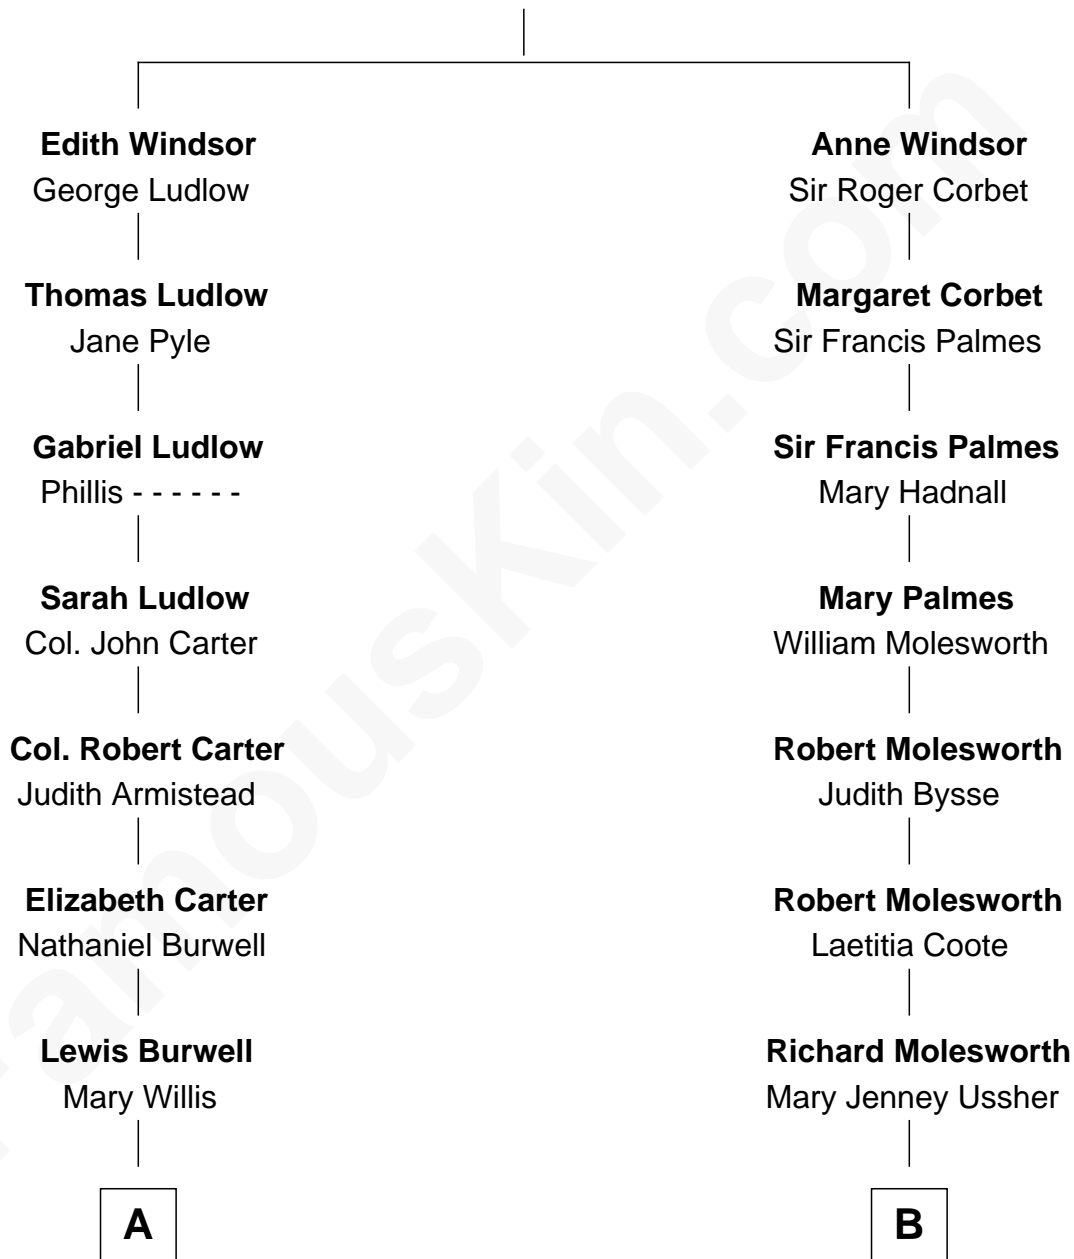 Edith Windsor
George Ludlow
Thomas Ludlow
Jane Pyle
Gabriel Ludlow
Phillis - - - - - -
Sarah Ludlow
Col. John Carter
Col. Robert Carter
Judith Armistead
Elizabeth Carter
Nathaniel Burwell
Lewis Burwell
Mary Willis
A
Anne Windsor
Sir Roger Corbet
Margaret Corbet
Sir Francis Palmes
Sir Francis Palmes
Mary Hadnall
Mary Palmes
William Molesworth
Robert Molesworth
Judith Bysse
Robert Molesworth
Laetitia Coote
Richard Molesworth
Mary Jenney Ussher
B
FamousKin.com